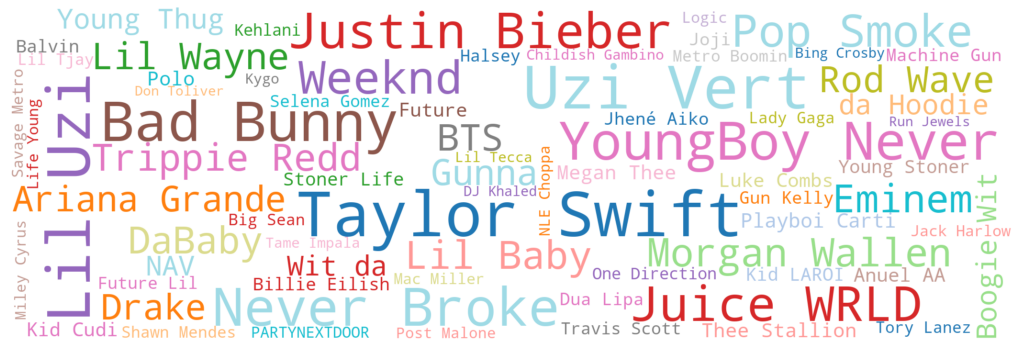 Young Thug
Kehlani
Justin Bieber
Logic
Pop Smoke
Balvin
Lil Wayne
Joji
Lil Tjay
Halsey
Childish Gambino
Metro Boomin
Bing Crosby
Machine Gun
Polo
Kygo
Weeknd
Uzi Vert
Rod Wave
Don Toliver
Selena Gomez
Future
da Hoodie
Savage Metro
Life Young
Lil Uzi
Bad Bunny
BTS
Jhené Aiko
Lady Gaga
Run Jewels
YoungBoy Never
Trippie Redd
Lil Tecca
Gunna
NLE Choppa
Megan Thee
Young Stoner
Stoner Life
DJ Khaled
Luke Combs
Ariana Grande
Taylor Swift
Gun Kelly
Eminem
Boogie Wit
Big Sean
Playboi Carti
Jack Harlow
Miley Cyrus
DaBaby
Tame Impala
Lil Baby
Morgan Wallen
NAV
Wit da
One Direction
Kid LAROI
Anuel AA
Future Lil
Billie Eilish
Mac Miller
Drake
Never Broke
Dua Lipa
Juice WRLD
Kid Cudi
Shawn Mendes
PARTYNEXTDOOR
Post Malone
Travis Scott
Thee Stallion
Tory Lanez